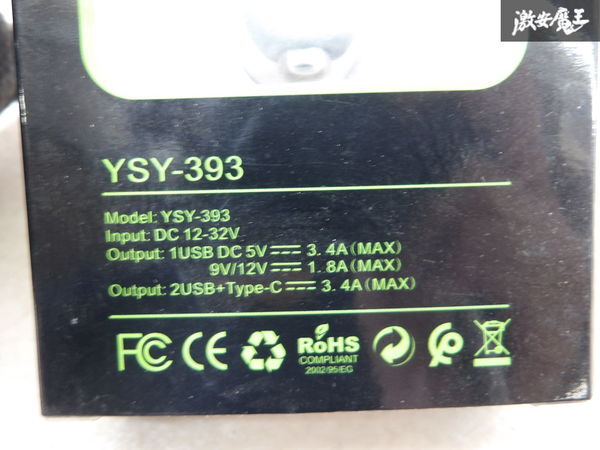 激安魔王
YSY-393
Model: YSY-393
Input: DC 12-32V
Output: 1USB DC 5V 3.4A(MAX)
9V/12V 1.8A(MAX)
Output: 2USB+Type-C 3.4A(MAX)
FC CE RoHS
COMPLIANT
2002/95/EC